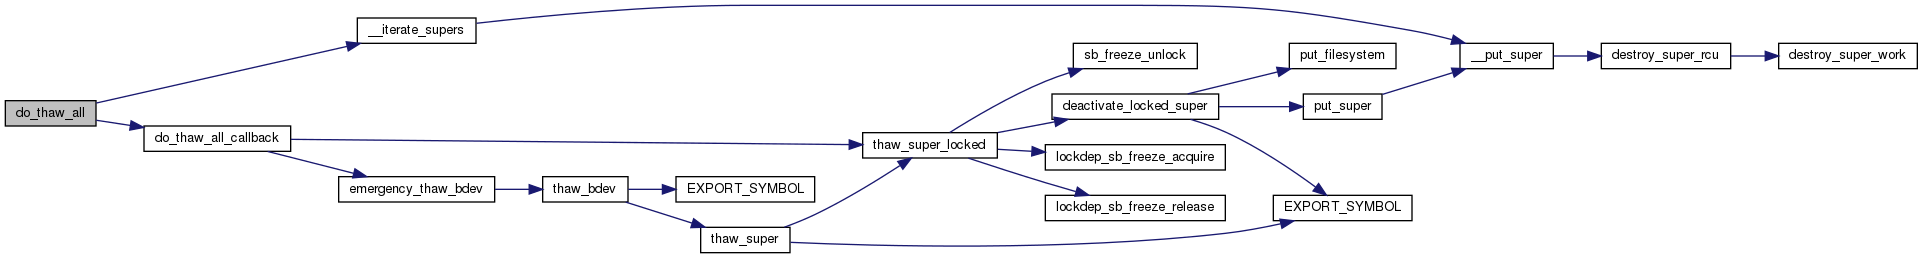 do_thaw_all
__iterate_supers
do_thaw_all_callback
emergency_thaw_bdev
thaw_bdev
EXPORT_SYMBOL
thaw_super
thaw_super_locked
sb_freeze_unlock
deactivate_locked_super
lockdep_sb_freeze_acquire
lockdep_sb_freeze_release
put_filesystem
put_super
EXPORT_SYMBOL
__put_super
destroy_super_rcu
destroy_super_work